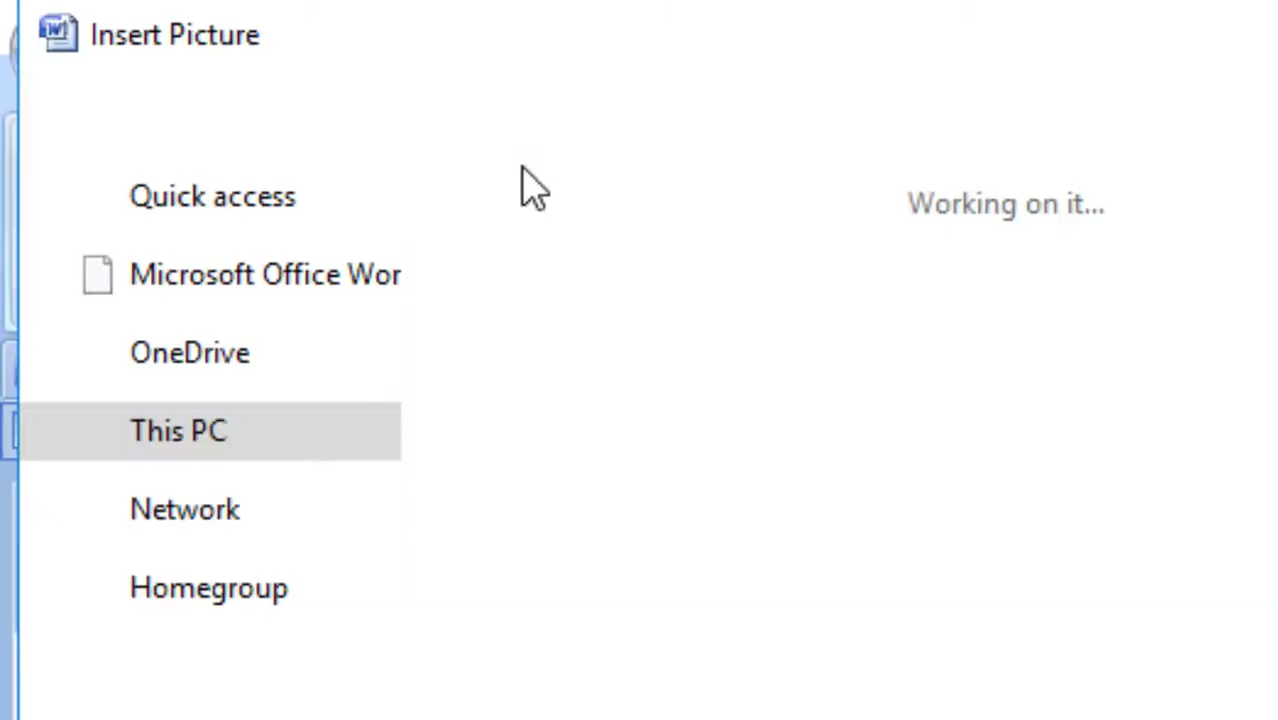 Insert Picture
Quick access
Working on it...
Microsoft Office Wor
OneDrive
This PC
Network
Homegroup